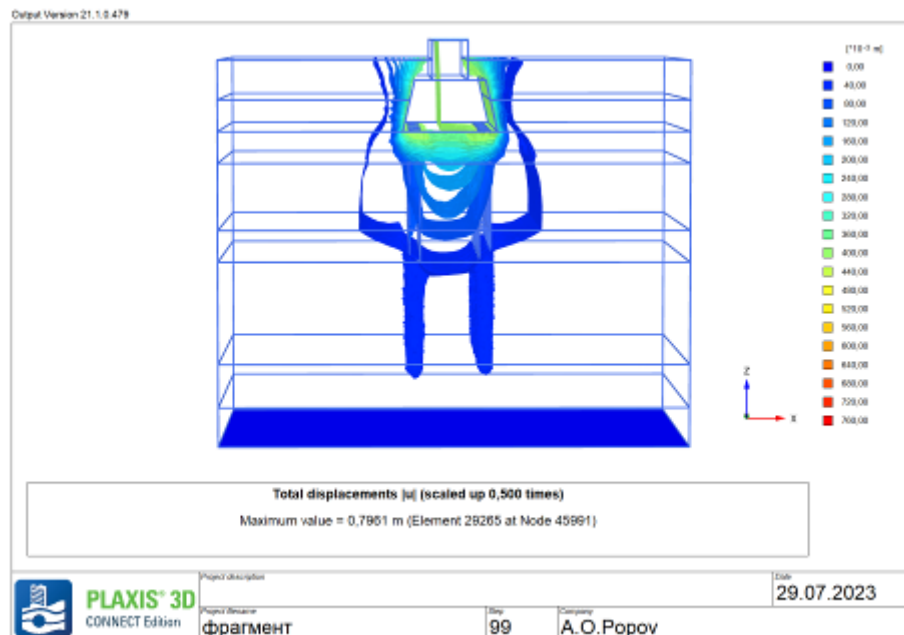 Output Version 21.1.0.479
[*10⁻³ m]
0,00
40,00
80,00
120,00
160,00
200,00
240,00
280,00
320,00
360,00
400,00
440,00
480,00
520,00
560,00
600,00
640,00
680,00
720,00
760,00
Z
X
Total displacements |u| (scaled up 0,500 times)
Maximum value = 0,7961 m (Element 29265 at Node 45991)
PLAXIS® 3D
CONNECT Edition
Project description
Date
29.07.2023
Project filename
фрагмент
Step
99
Company
A.O.Popov